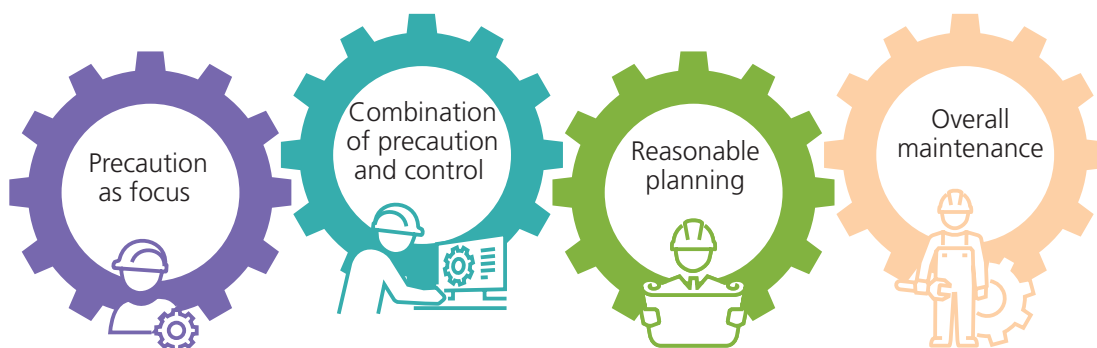 Precaution
as focus
Combination
of precaution
and control
Reasonable
planning
Overall
maintenance